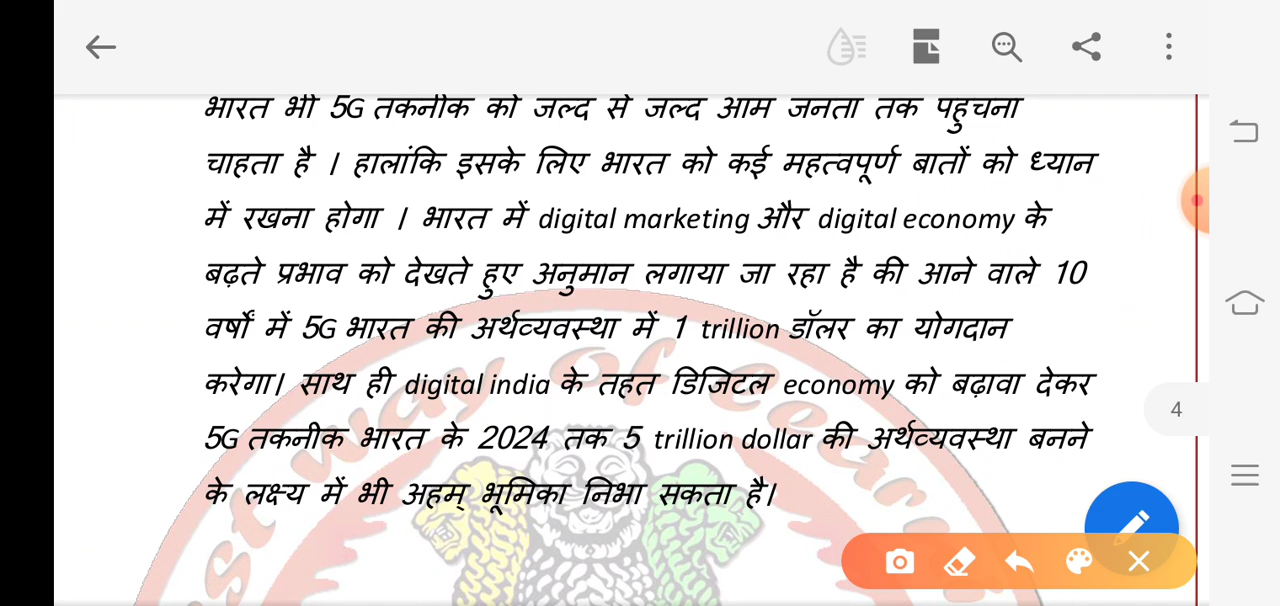 भारत भी 5G तकनीक को जल्द से जल्द आम जनता तक पहुचना
चाहता है । हालांकि इसके लिए भारत को कई महत्वपूर्ण बातों को ध्यान
में रखना होगा । भारत में digital marketing और digital economy के
बढ़ते प्रभाव को देखते हुए अनुमान लगाया जा रहा है की आने वाले 10
वर्षों में 5G भारत की अर्थव्यवस्था में 1 trillion डॉलर का योगदान
करेगा। साथ ही digital india के तहत डिजिटल economy को बढ़ावा देकर
5G तकनीक भारत के 2024 तक 5 trillion dollar की अर्थव्यवस्था बनने
के लक्ष्य में भी अहम् भूमिका निभा सकता है।
4
way of